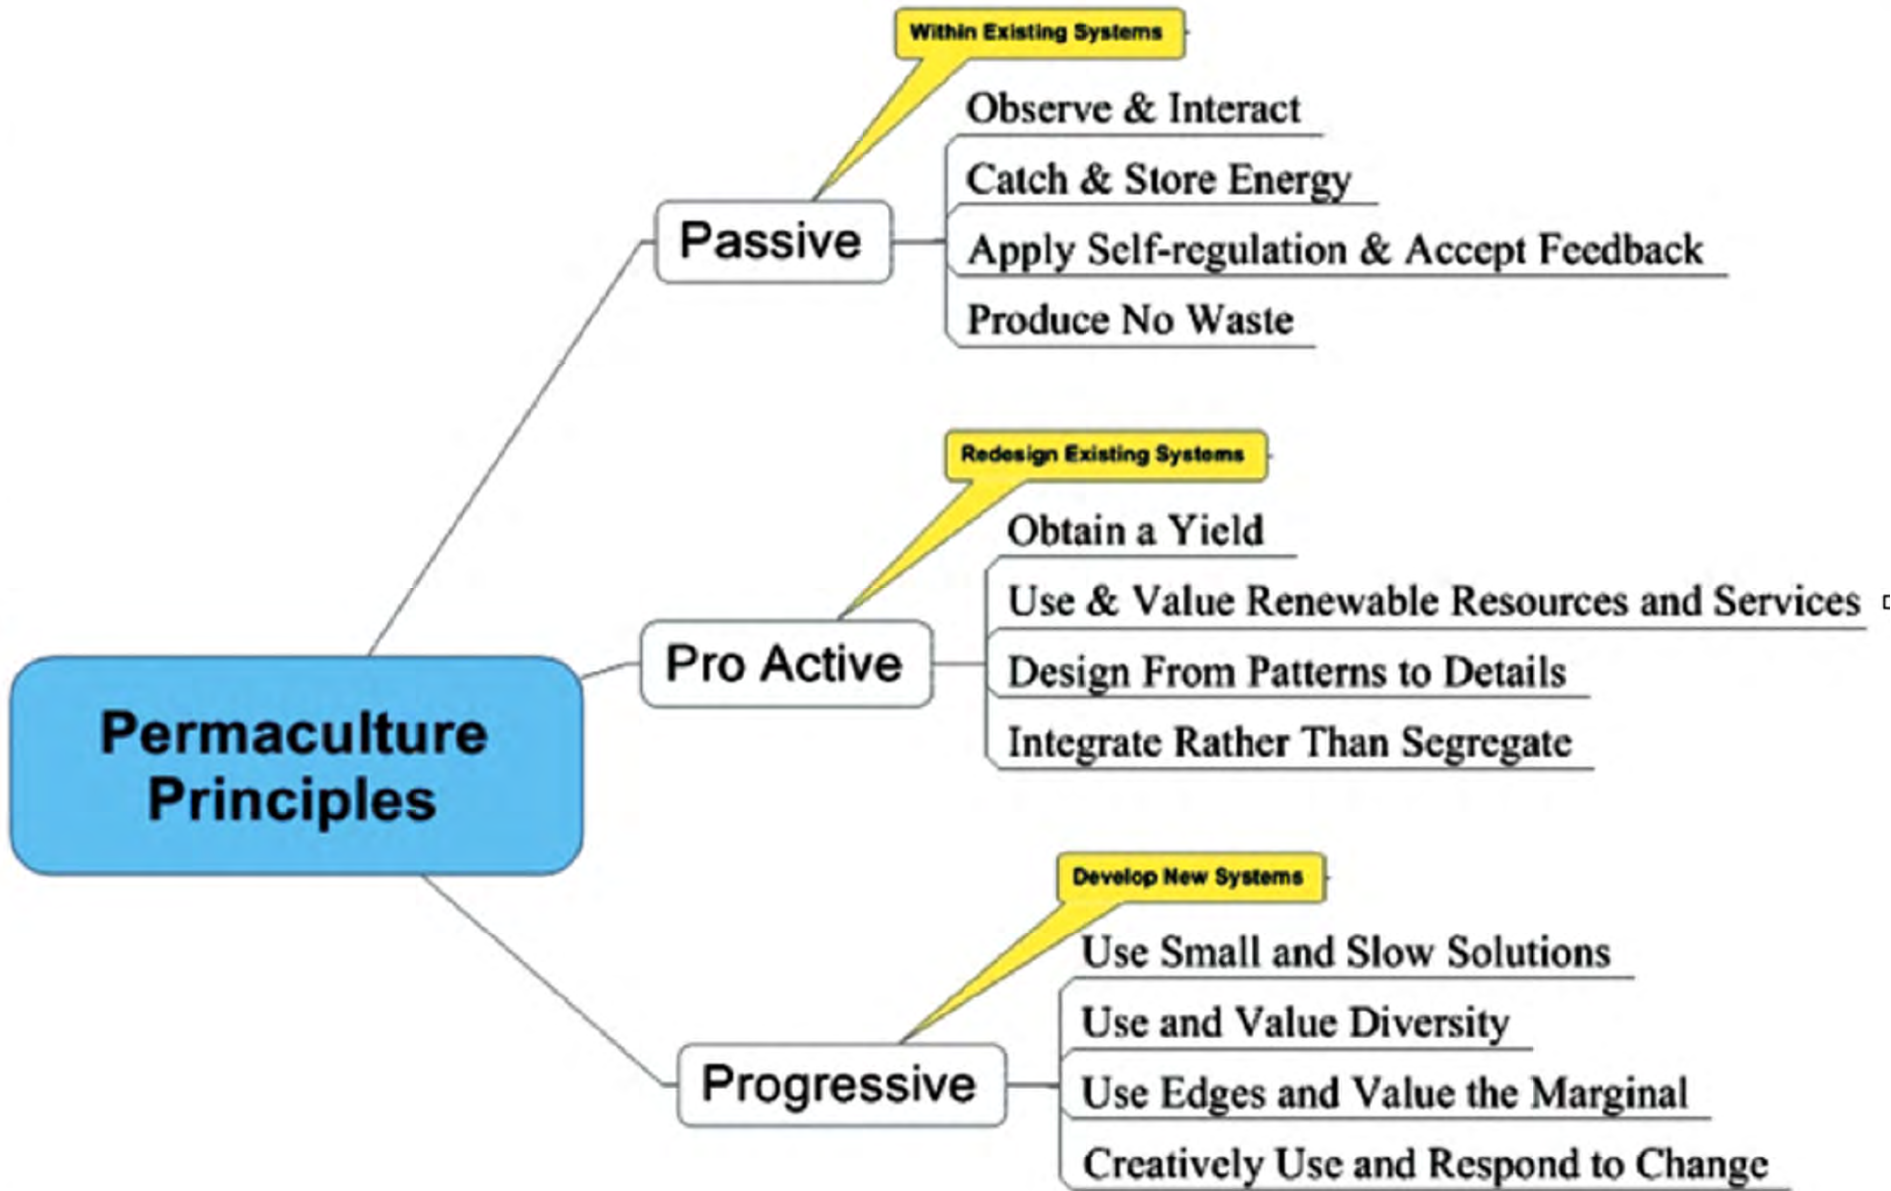 Within Existing Systems
Observe & Interact
Catch & Store Energy
Passive
Apply Self-regulation & Accept Feedback
Produce No Waste
Redesign Existing Systems
Obtain a Yield
Use & Value Renewable Resources and Services
Pro Active
Design From Patterns to Details
Integrate Rather Than Segregate
Permaculture
Principles
Develop New Systems
Use Small and Slow Solutions
Use and Value Diversity
Progressive
Use Edges and Value the Marginal
Creatively Use and Respond to Change